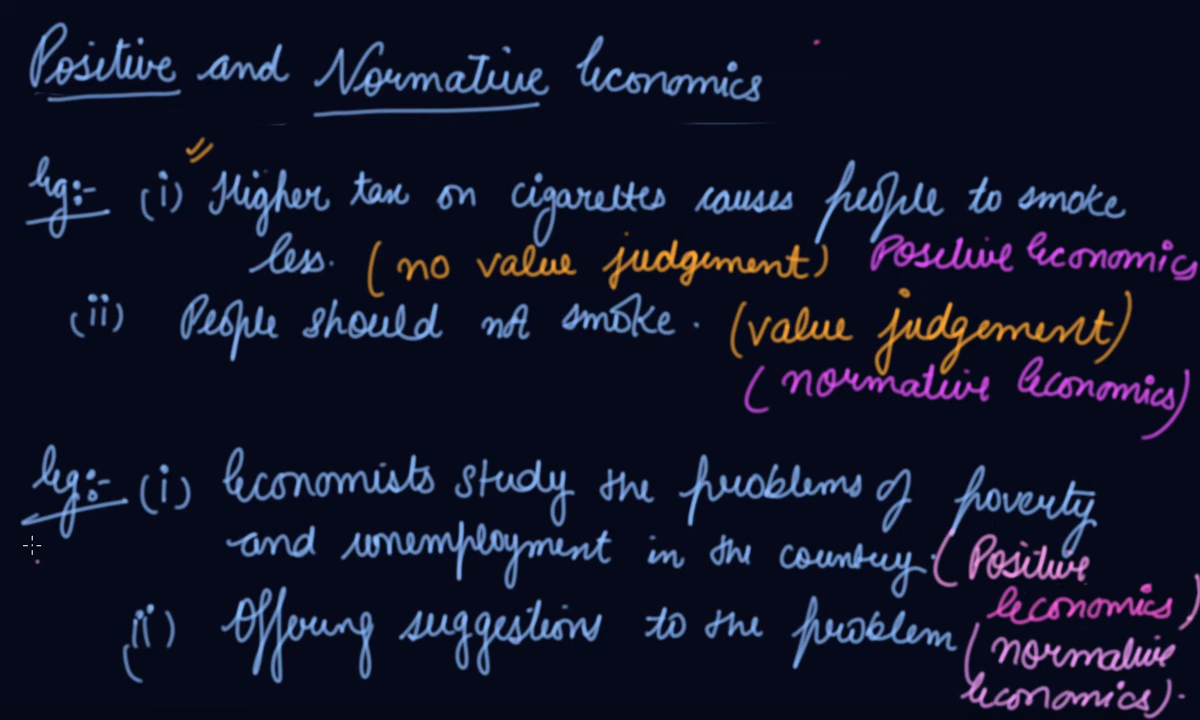 Positive and Normative Economics
Eg:- (i) Higher tax on cigarettes causes people to smoke
less. (no value judgement) Positive Economics
(ii) People should not smoke. (value judgement)
(normative Economics)
Eg:- (i) Economists study the problems of poverty
and unemployment in the country. (Positive
Economics)
(ii) Offering suggestions to the problem (normative
Economics).